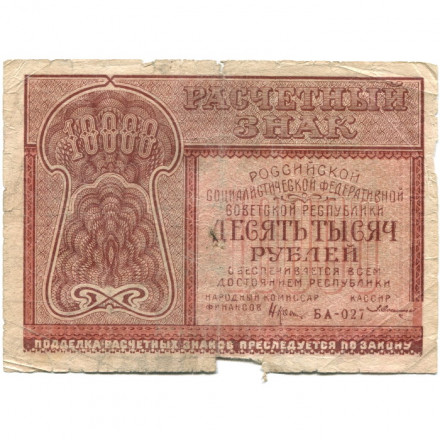 10000
РАСЧЕТНЫЙ
ЗНАК
РОССИЙСКОЙ
СОЦИАЛИСТИЧЕСКОЙ ФЕДЕРАТИВНОЙ
СОВЕТСКОЙ РЕСПУБЛИКИ
ДЕСЯТЬ ТЫСЯЧ
РУБЛЕЙ
ОБЕСПЕЧИВАЕТСЯ ВСЕМ
ДОСТОЯНИЕМ РЕСПУБЛИКИ
НАРОДНЫЙ КОМИССАР КАССИР
ФИНАНСОВ БА-027
ПОДДЕЛКА РАСЧЕТНЫХ ЗНАКОВ ПРЕСЛЕДУЕТСЯ ПО ЗАКОНУ